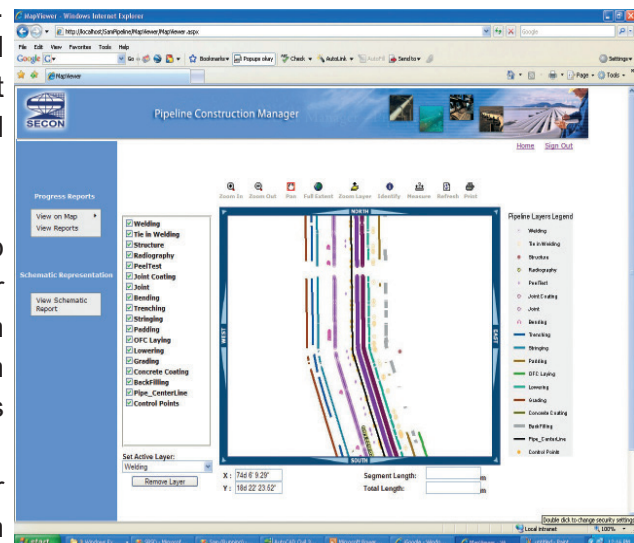 MapViewer - Windows Internet Explorer
http://localhost/SamPipeline/MapViewer/MapViewer.aspx
Google
File Edit View Favorites Tools Help
Google
Go
Bookmarks
Popups okay
Check
AutoLink
AutoFill
Send to
Settings
MapViewer
Page
Tools
SECON
Pipeline Construction Manager
Home Sign Out
Progress Reports
View on Map
View Reports
Schematic Representation
View Schematic
Report
Zoom In Zoom Out Pan Full Extent Zoom Layer Identify Measure Refresh Print
Welding
Tie in Welding
Structure
Radiography
PeelTest
Joint Coating
Joint
Bending
Trenching
Stringing
Padding
OFC Laying
Lowering
Grading
Concrete Coating
BackFilling
Pipe_CenterLine
Control Points
Set Active Layer:
Welding
Remove Layer
NORTH
WEST
EAST
SOUTH
X : 74d 6' 9.29"
Y : 18d 22' 23.52"
Segment Length: m
Total Length: m
Pipeline Layers Legend
Welding
Tie in Welding
Structure
Radiography
PeelTest
Joint Coating
Joint
Bending
Trenching
Stringing
Padding
OFC Laying
Lowering
Grading
Concrete Coating
BackFilling
Pipe_CenterLine
Control Points
Double click to change security settings
Local intranet
100%
start